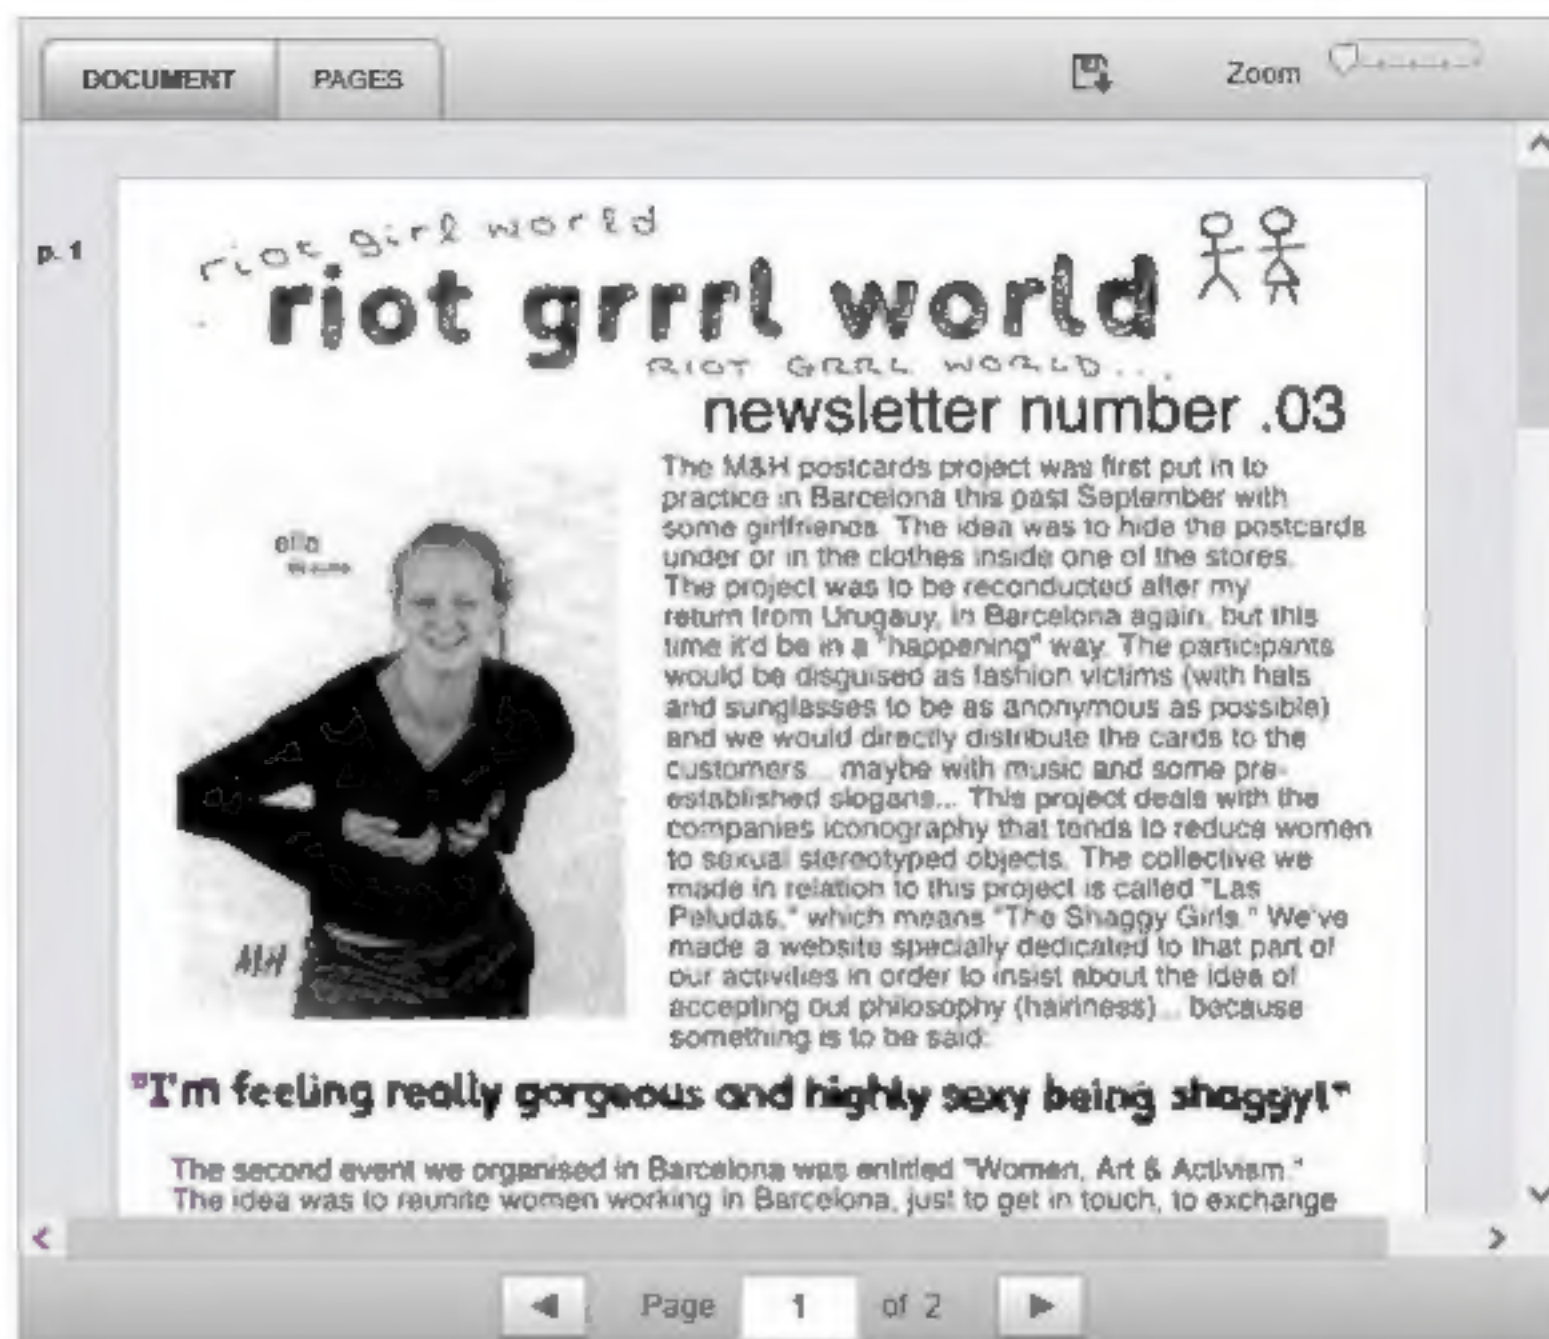 DOCUMENT PAGES Zoom
p. 1
riot girl world
riot grrrl world
RIOT GRRL WORLD...
newsletter number .03
The M&H postcards project was first put in to
practice in Barcelona this past September with
some girlfriends. The idea was to hide the postcards
under or in the clothes inside one of the stores.
The project was to be reconducted after my
return from Urugauy, in Barcelona again, but this
time it'd be in a "happening" way. The participants
would be disguised as fashion victims (with hats
and sunglasses to be as anonymous as possible)
and we would directly distribute the cards to the
customers... maybe with music and some pre-
established slogans... This project deals with the
companies iconography that tends to reduce women
to sexual stereotyped objects. The collective we
made in relation to this project is called "Las
Peludas," which means "The Shaggy Girls." We've
made a website specially dedicated to that part of
our activities in order to insist about the idea of
accepting out philosophy (hairiness)... because
something is to be said:
ella
M&H
"I'm feeling really gorgeous and highly sexy being shaggy!"
The second event we organised in Barcelona was entitled "Women, Art & Activism."
The idea was to reunite women working in Barcelona, just to get in touch, to exchange
Page 1 of 2